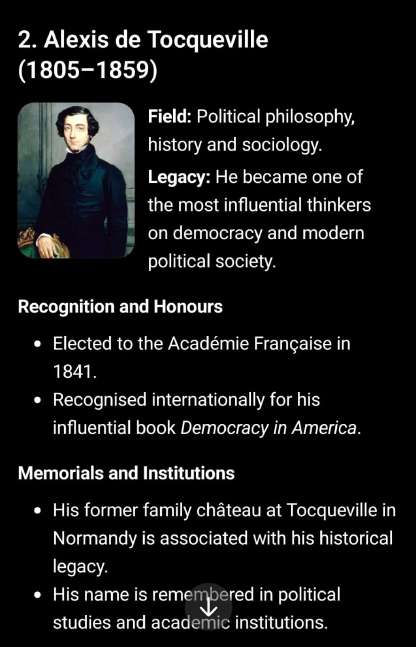 2. Alexis de Tocqueville
(1805–1859)
Field: Political philosophy,
history and sociology.
Legacy: He became one of
the most influential thinkers
on democracy and modern
political society.
Recognition and Honours
• Elected to the Académie Française in
1841.
• Recognised internationally for his
influential book Democracy in America.
Memorials and Institutions
• His former family château at Tocqueville in
Normandy is associated with his historical
legacy.
• His name is remembered in political
studies and academic institutions.